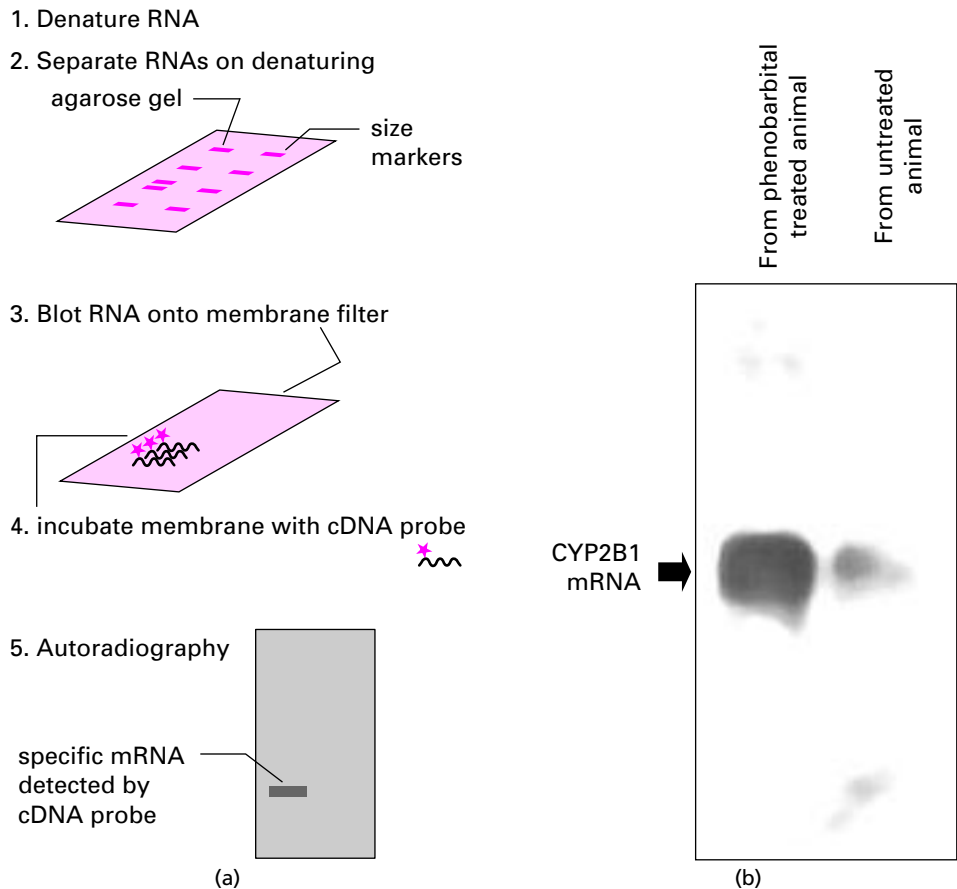 1. Denature RNA
2. Separate RNAs on denaturing
agarose gel
size
markers
3. Blot RNA onto membrane filter
4. incubate membrane with cDNA probe
5. Autoradiography
specific mRNA
detected by
cDNA probe
(a)
From phenobarbital
treated animal
From untreated
animal
CYP2B1
mRNA
(b)